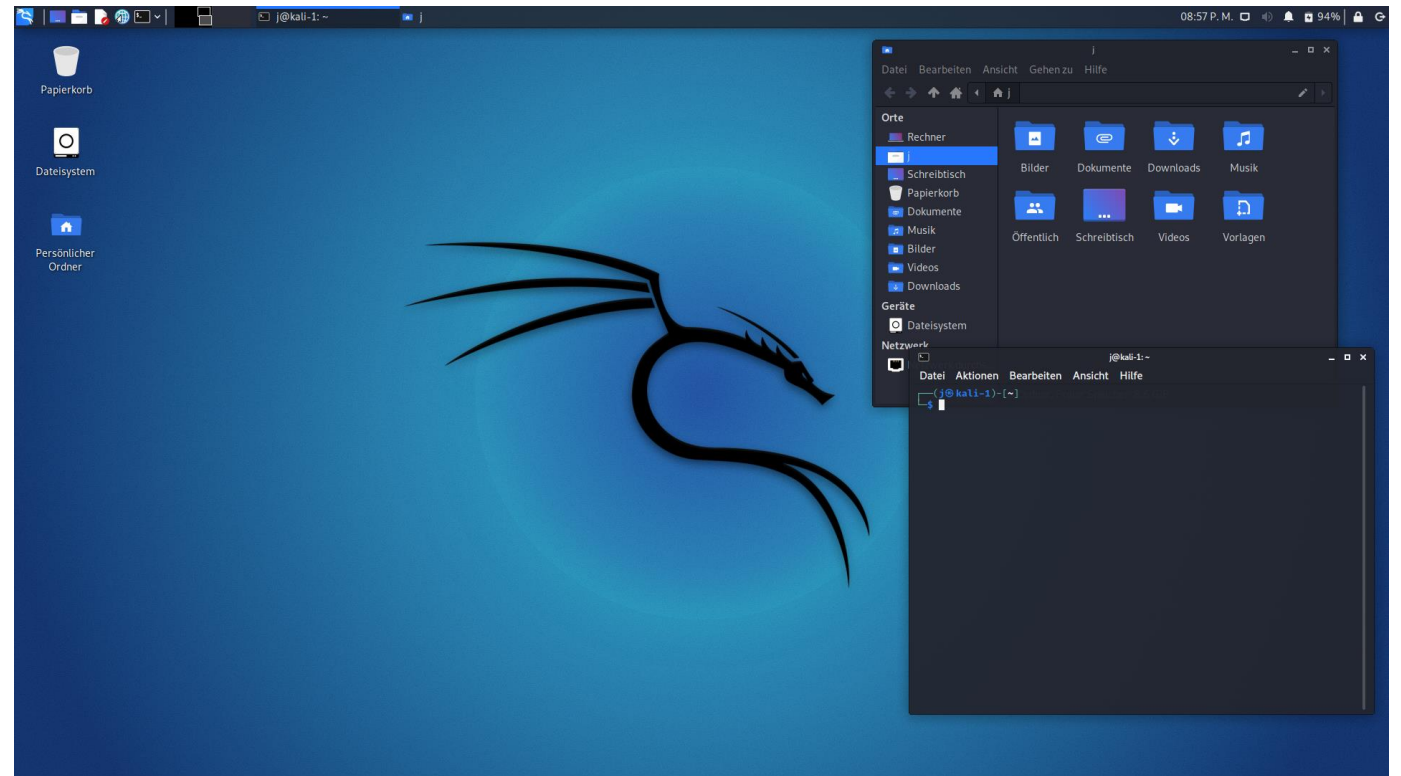 j@kali-1: ~
j
08:57 P. M.
94%
Papierkorb
Dateisystem
Persönlicher
Ordner
j
Datei Bearbeiten Ansicht Gehen zu Hilfe
j
Orte
Rechner
j
Schreibtisch
Papierkorb
Dokumente
Musik
Bilder
Videos
Downloads
Geräte
Dateisystem
Netzwerk
Bilder Dokumente Downloads Musik
Öffentlich Schreibtisch Videos Vorlagen
j@kali-1: ~
Datei Aktionen Bearbeiten Ansicht Hilfe
┌──(j㉿kali-1)-[~]
└─$